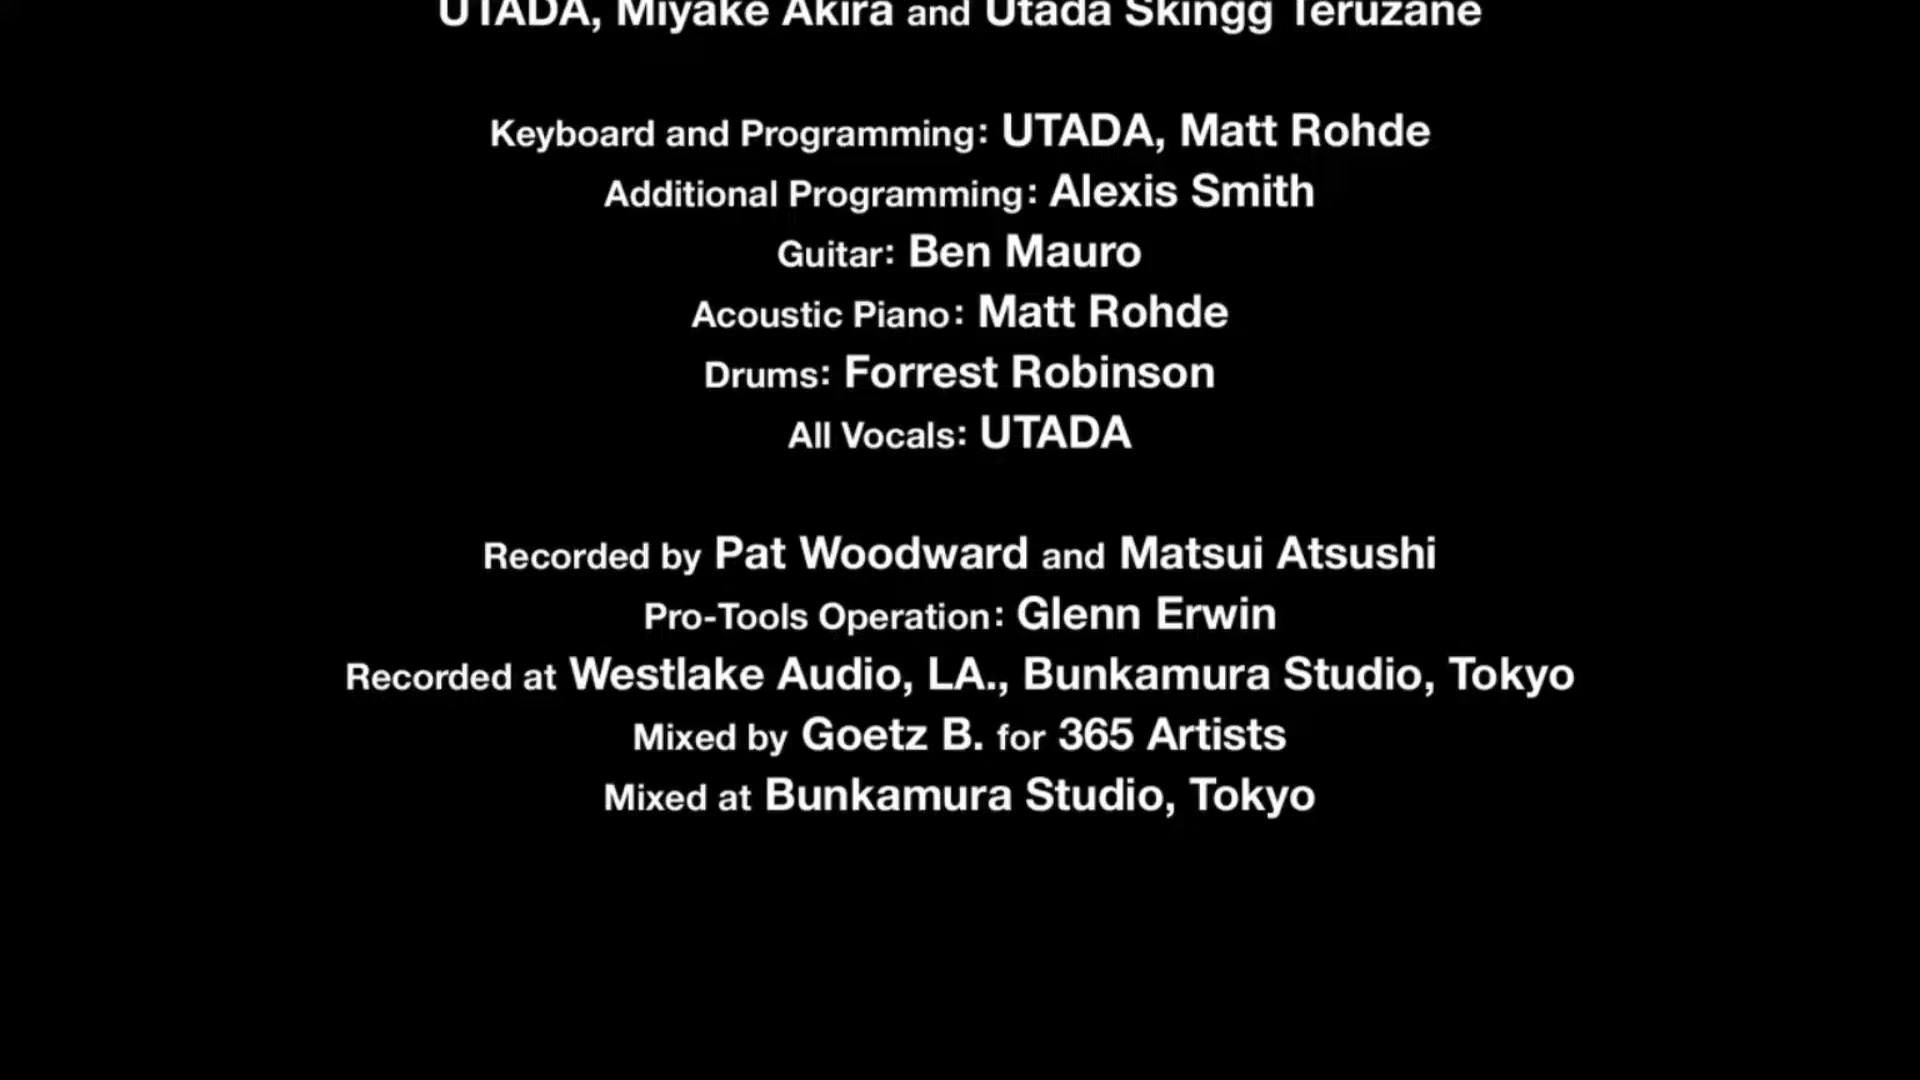 UTADA, Miyake Akira and Utada Skingg Teruzane
Keyboard and Programming: UTADA, Matt Rohde
Additional Programming: Alexis Smith
Guitar: Ben Mauro
Acoustic Piano: Matt Rohde
Drums: Forrest Robinson
All Vocals: UTADA
Recorded by Pat Woodward and Matsui Atsushi
Pro-Tools Operation: Glenn Erwin
Recorded at Westlake Audio, LA., Bunkamura Studio, Tokyo
Mixed by Goetz B. for 365 Artists
Mixed at Bunkamura Studio, Tokyo